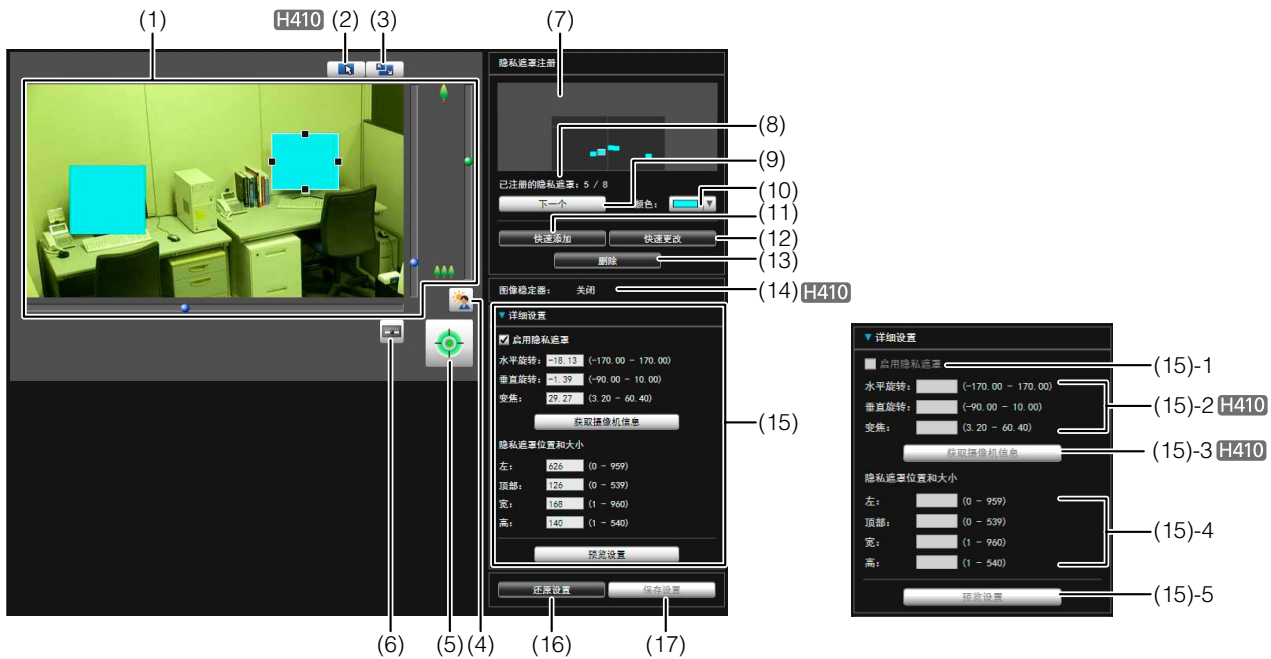 (1) H410 (2) (3) (7)
隐私遮罩注册
(8)
(9)
已注册的隐私遮罩: 5 / 8
(10)
下一个 颜色:
(11)
快速添加 快速更改
(12)
删除
(13)
图像稳定器: 关闭
(14) H410
▼ 详细设置
启用隐私遮罩
水平旋转: -18.13 (-170.00 - 170.00)
垂直旋转: -1.39 (-90.00 - 10.00)
变焦: 29.27 (3.20 - 60.40)
获取摄像机信息
(15)
隐私遮罩位置和大小
左: 626 (0 - 959)
顶部: 126 (0 - 539)
宽: 168 (1 - 960)
高: 140 (1 - 540)
预览设置
还原设置 保存设置
(6) (5) (4) (16) (17)
▼ 详细设置
启用隐私遮罩
(15)-1
水平旋转: (-170.00 - 170.00)
垂直旋转: (-90.00 - 10.00)
(15)-2 H410
变焦: (3.20 - 60.40)
获取摄像机信息
(15)-3 H410
隐私遮罩位置和大小
左: (0 - 959)
顶部: (0 - 539)
(15)-4
宽: (1 - 960)
高: (1 - 540)
预览设置
(15)-5